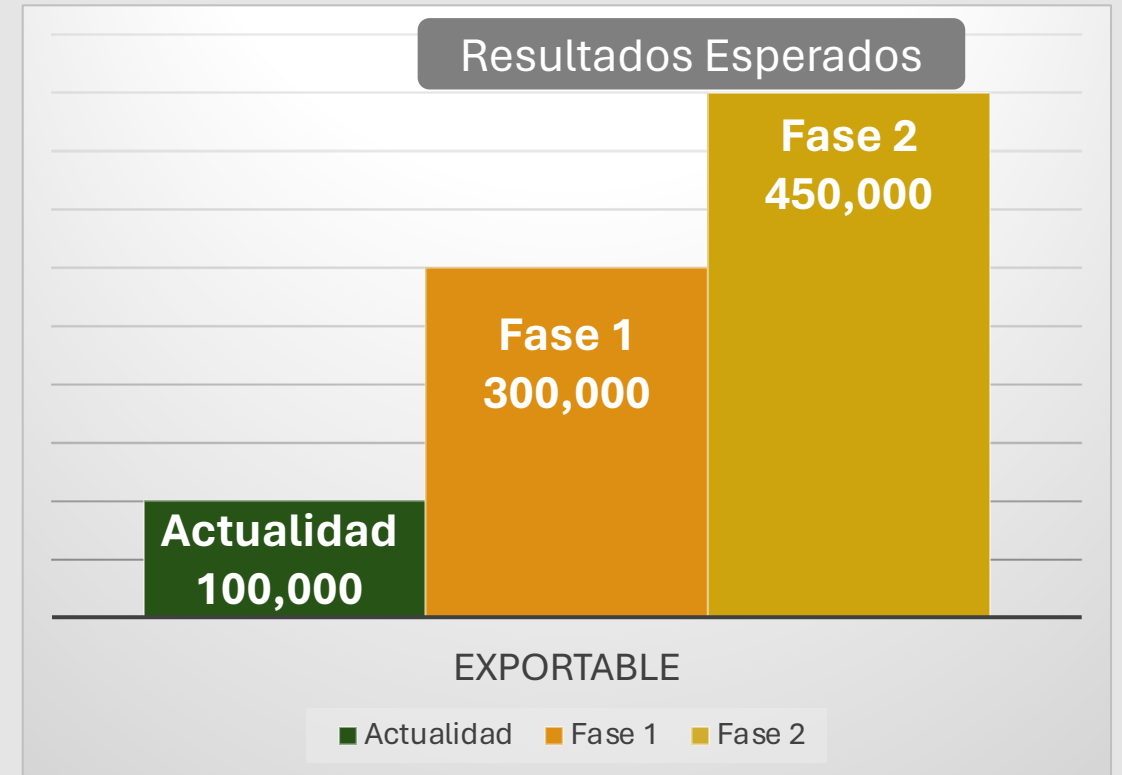 Resultados Esperados
Fase 2
450,000
Fase 1
300,000
Actualidad
100,000
EXPORTABLE
Actualidad Fase 1 Fase 2